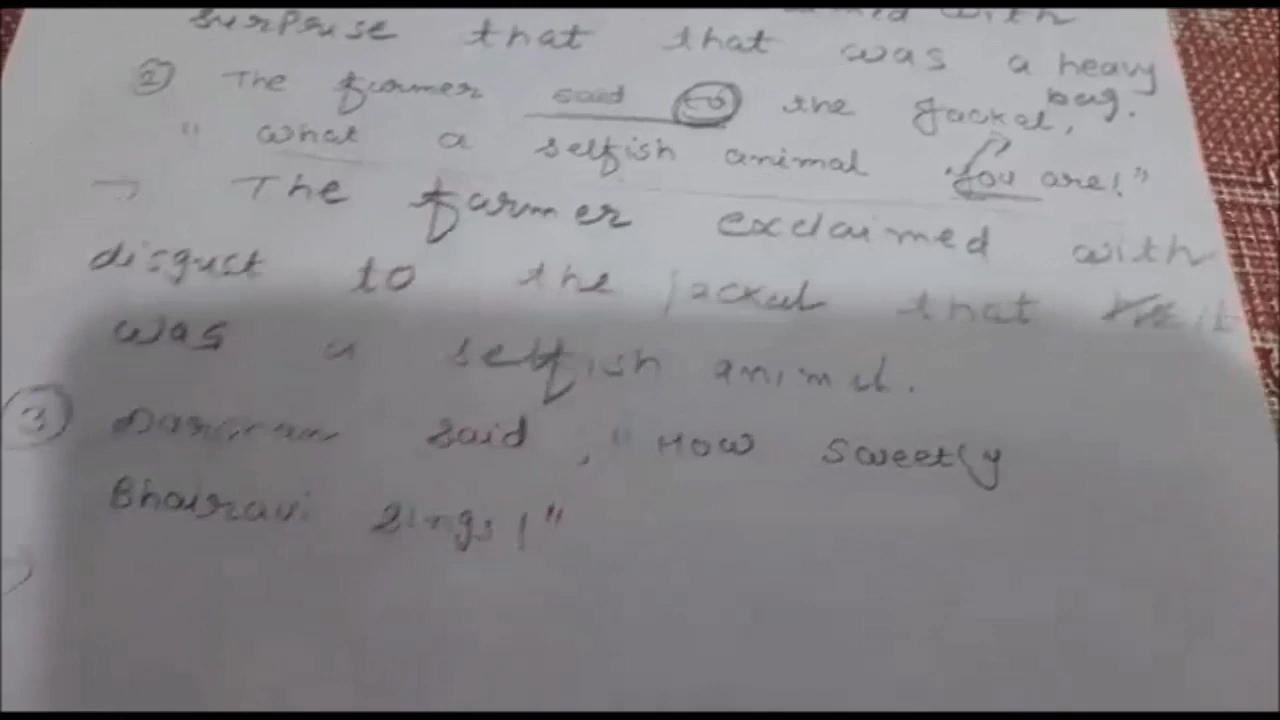 surprise that that was a heavy
bag.
② The farmer said to the Jackal,
"what a selfish animal You are!"
→ The farmer exclaimed with
disgust to the jackal that it
was a selfish animal.
③ said, "How sweetly
Bhairavi sings!"